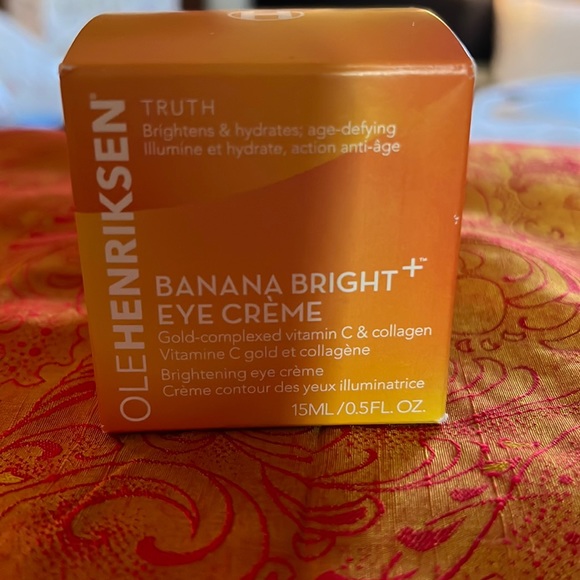 OLEHENRIKSEN®
TRUTH
Brightens & hydrates; age-defying
Illumine et hydrate, action anti-âge
BANANA BRIGHT+™
EYE CRÈME
Gold-complexed vitamin C & collagen
Vitamine C gold et collagène
Brightening eye crème
Crème contour des yeux illuminatrice
15ML/0.5FL. OZ.